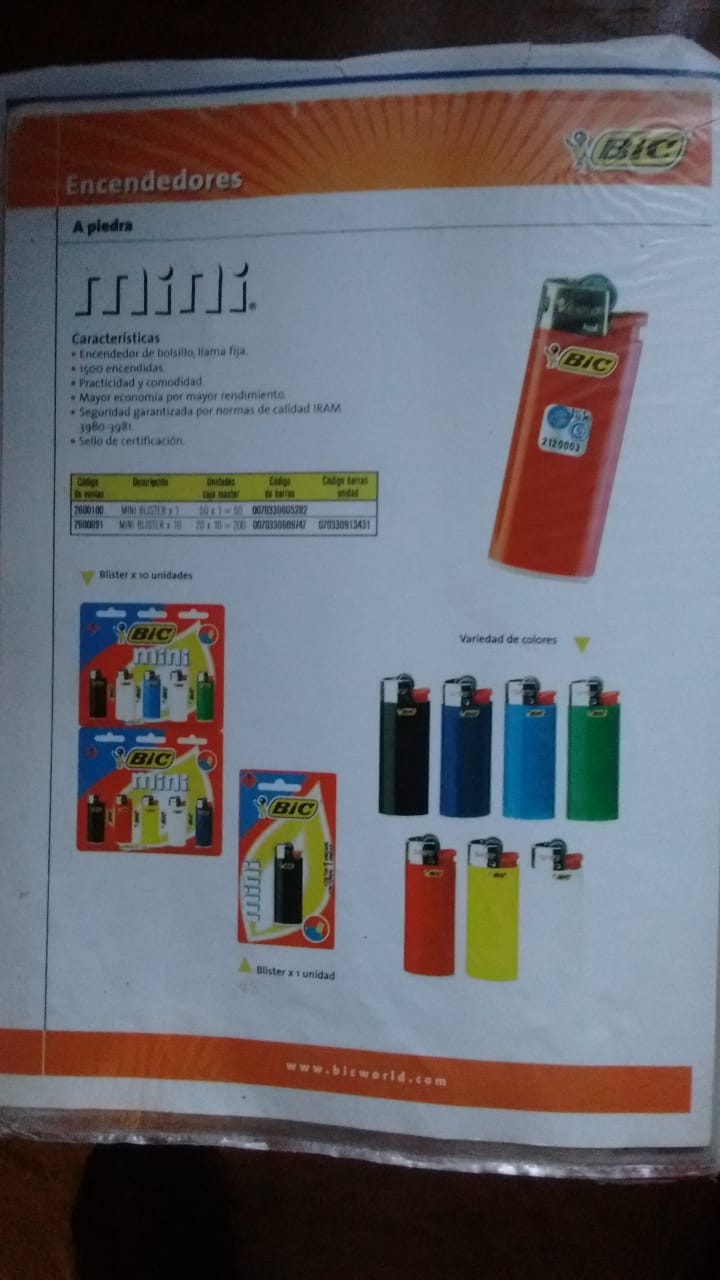 BIC
Encendedores
A piedra
mini®
Características
• Encendedor de bolsillo, llama fija.
• 1500 encendidas.
• Practicidad y comodidad.
• Mayor economía por mayor rendimiento.
• Seguridad garantizada por normas de calidad IRAM
3980-3981.
• Sello de certificación.
BIC
2120003
Código de ventas Descripción Unidades caja master Código de barras Código barras unidad
2600100 MINI BLISTER x 1 50 x 1 = 50 0070330605282
MINI BLISTER x 10 20 x 10 = 200 070330913431
Blister x 10 unidades
Variedad de colores
BIC
mini
BIC
mini
BIC
mini
Blister x 1 unidad
www.bicworld.com